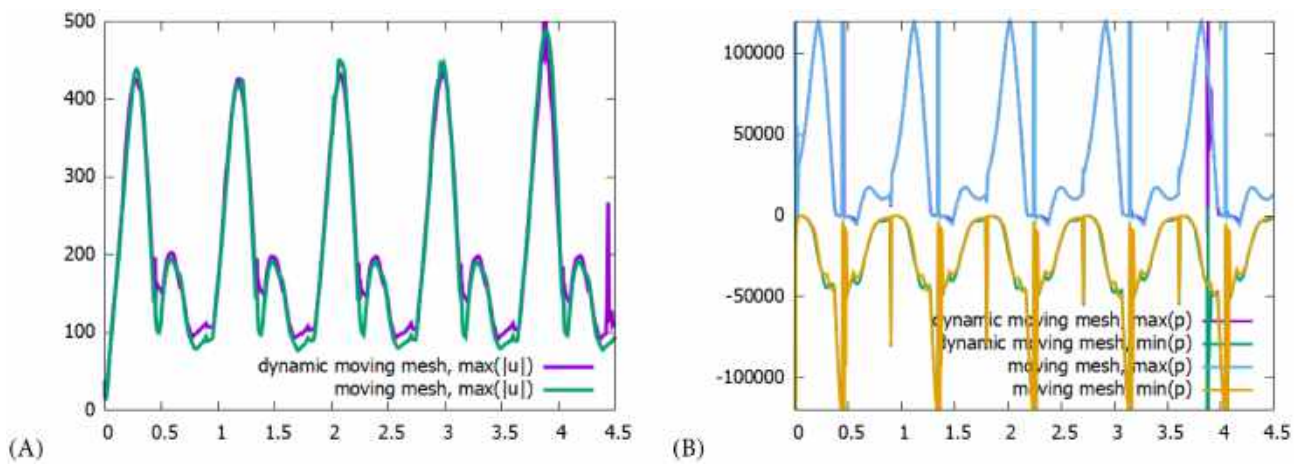 500
400
300
200
100
0
dynamic moving mesh, max(|u|)
moving mesh, max(|u|)
0 0.5 1 1.5 2 2.5 3 3.5 4 4.5
(A)
100000
50000
0
-50000
-100000
dynamic moving mesh, max(p)
dynamic moving mesh, min(p)
moving mesh, max(p)
moving mesh, min(p)
0 0.5 1 1.5 2 2.5 3 3.5 4 4.5
(B)